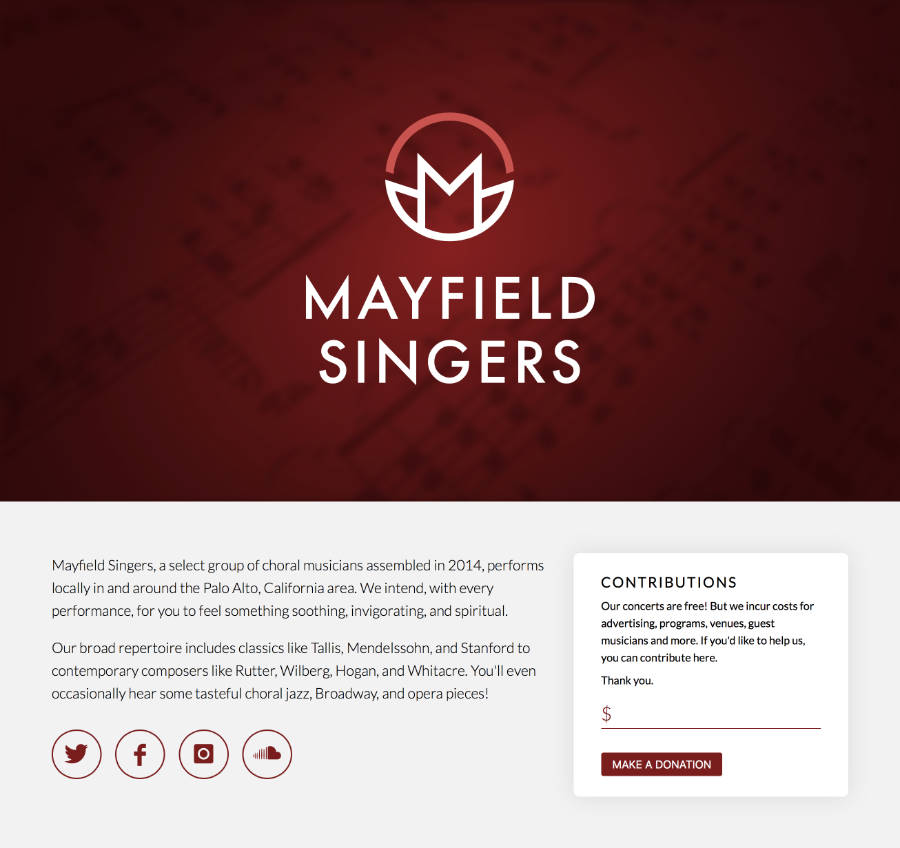 MAYFIELD
SINGERS
Mayfield Singers, a select group of choral musicians assembled in 2014, performs
locally in and around the Palo Alto, California area. We intend, with every
performance, for you to feel something soothing, invigorating, and spiritual.
Our broad repertoire includes classics like Tallis, Mendelssohn, and Stanford to
contemporary composers like Rutter, Wilberg, Hogan, and Whitacre. You'll even
occasionally hear some tasteful choral jazz, Broadway, and opera pieces!
CONTRIBUTIONS
Our concerts are free! But we incur costs for
advertising, programs, venues, guest
musicians and more. If you'd like to help us,
you can contribute here.
Thank you.
$
MAKE A DONATION